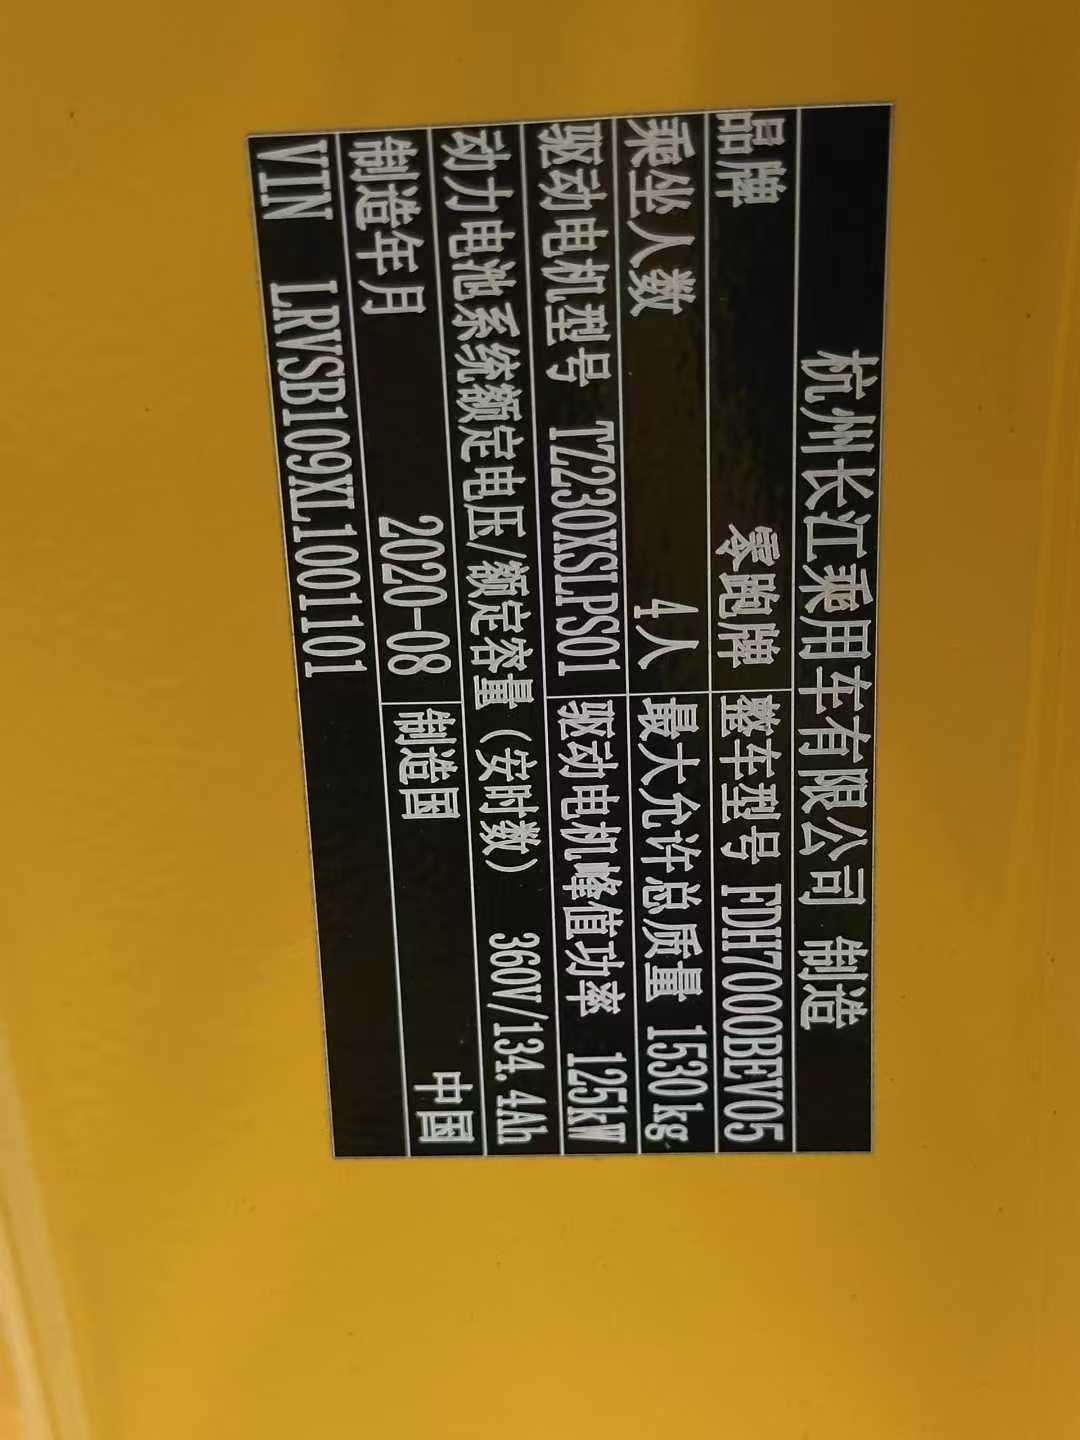 杭州长江乘用车有限公司 制造
品牌 零跑牌 整车型号 FDH7000BEV05
乘坐人数 4人 最大允许总质量 1530kg
驱动电机型号 TZ230XSLPS01 驱动电机峰值功率 125kW
动力电池系统额定电压/额定容量（安时数） 360V/134.4Ah
制造年月 2020-08 制造国 中国
VIN LRVSB109XL1001101